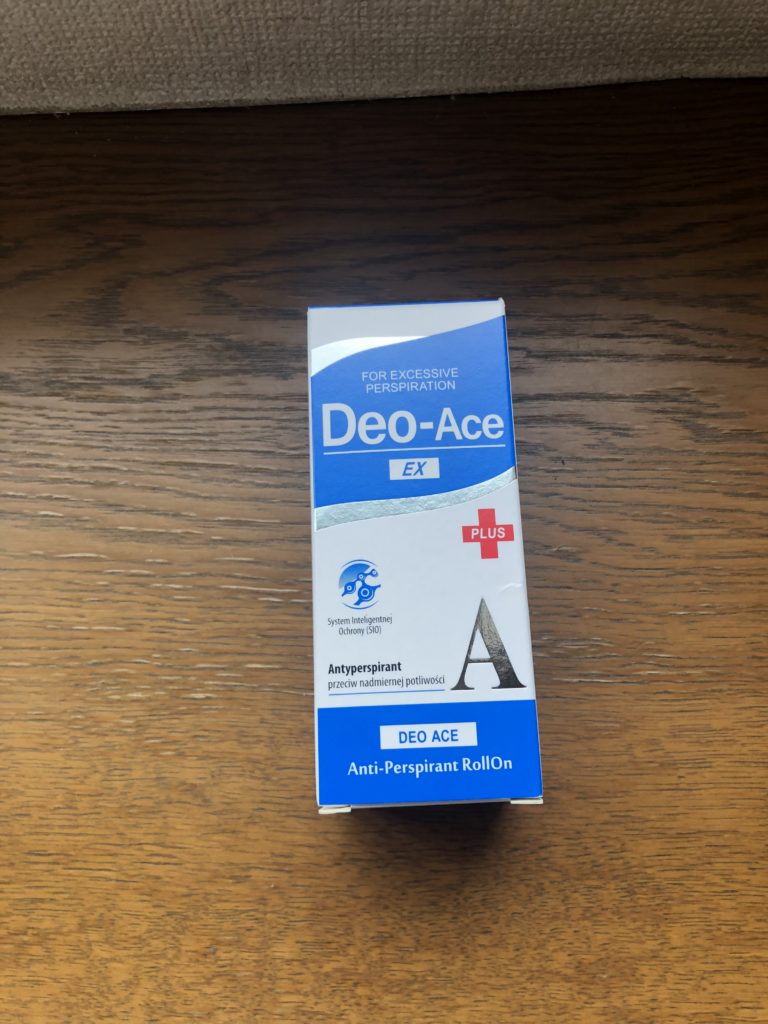 FOR EXCESSIVE
PERSPIRATION
Deo-Ace
EX
PLUS
System Inteligentnej
Ochrony (SIO)
A
Antyperspirant
przeciw nadmiernej potliwości
DEO ACE
Anti-Perspirant RollOn